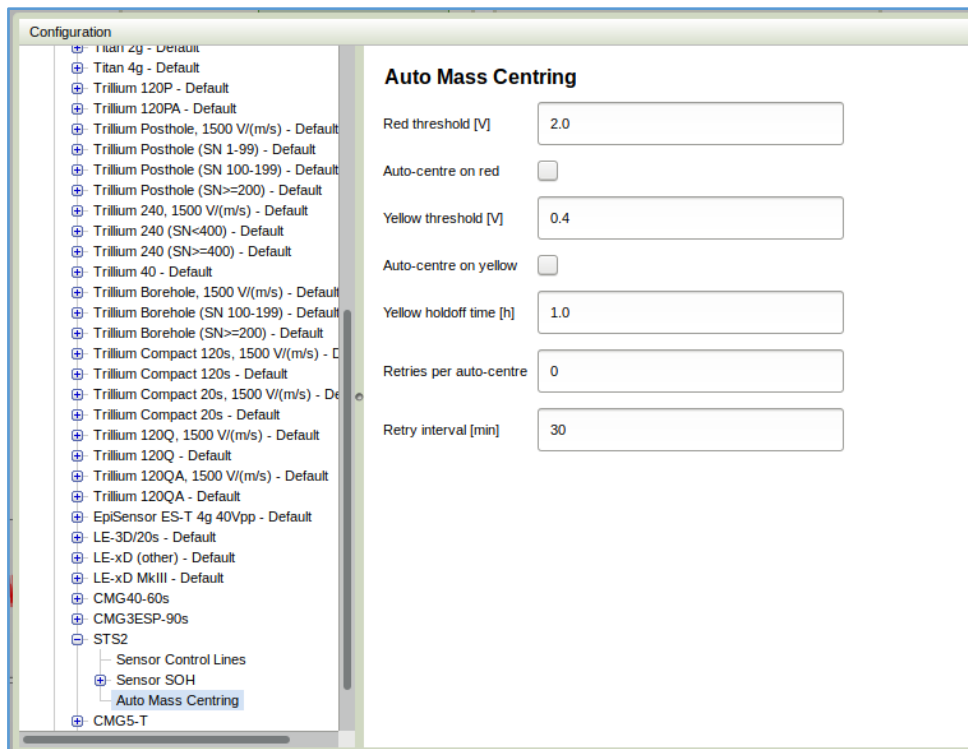 Configuration
Titan 2g - Default
Titan 4g - Default
Trillium 120P - Default
Trillium 120PA - Default
Trillium Posthole, 1500 V/(m/s) - Default
Trillium Posthole (SN 1-99) - Default
Trillium Posthole (SN 100-199) - Default
Trillium Posthole (SN>=200) - Default
Trillium 240, 1500 V/(m/s) - Default
Trillium 240 (SN<400) - Default
Trillium 240 (SN>=400) - Default
Trillium 40 - Default
Trillium Borehole, 1500 V/(m/s) - Default
Trillium Borehole (SN 100-199) - Default
Trillium Borehole (SN>=200) - Default
Trillium Compact 120s, 1500 V/(m/s) - D
Trillium Compact 120s - Default
Trillium Compact 20s, 1500 V/(m/s) - De
Trillium Compact 20s - Default
Trillium 120Q, 1500 V/(m/s) - Default
Trillium 120Q - Default
Trillium 120QA, 1500 V/(m/s) - Default
Trillium 120QA - Default
EpiSensor ES-T 4g 40Vpp - Default
LE-3D/20s - Default
LE-xD (other) - Default
LE-xD MkIII - Default
CMG40-60s
CMG3ESP-90s
STS2
Sensor Control Lines
Sensor SOH
Auto Mass Centring
CMG5-T
Auto Mass Centring
Red threshold [V] 2.0
Auto-centre on red
Yellow threshold [V] 0.4
Auto-centre on yellow
Yellow holdoff time [h] 1.0
Retries per auto-centre 0
Retry interval [min] 30